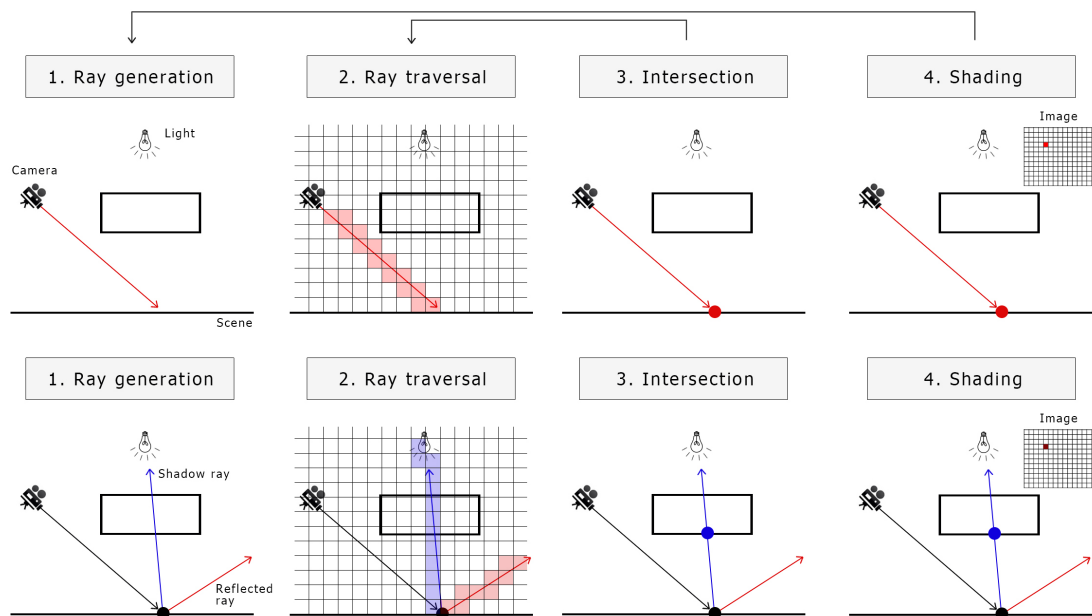 1. Ray generation
2. Ray traversal
3. Intersection
4. Shading
Image
Light
Camera
Scene
1. Ray generation
2. Ray traversal
3. Intersection
4. Shading
Image
Shadow ray
Reflected
ray